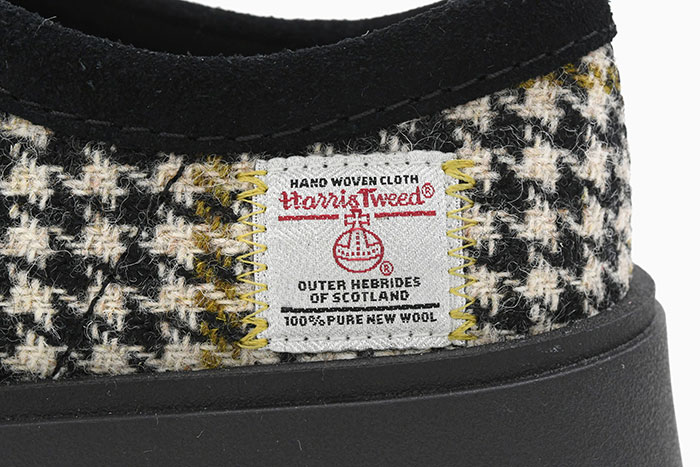 HAND WOVEN CLOTH
Harris Tweed®
®
OUTER HEBRIDES
OF SCOTLAND
100% PURE NEW WOOL